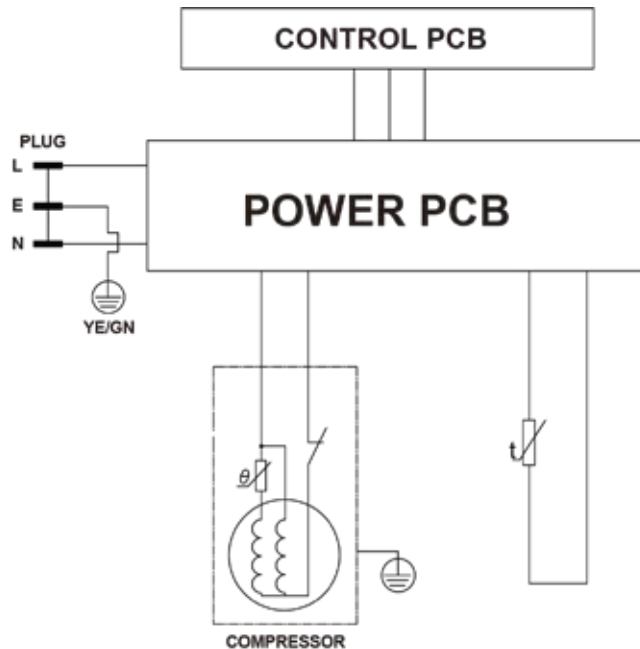 CONTROL PCB
PLUG
L
E
N
POWER PCB
YE/GN
θ
t
COMPRESSOR